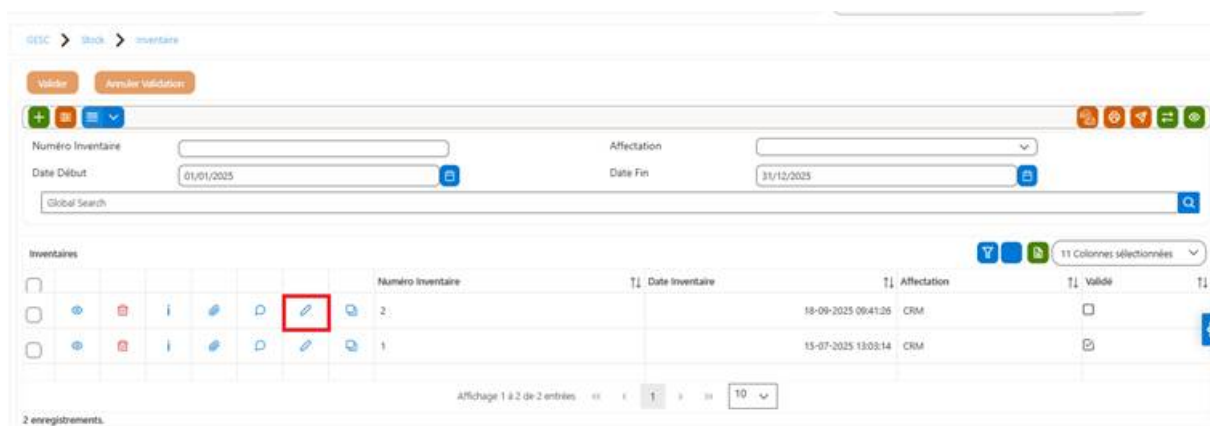 GESC > Stock > Inventaire
Valider Annuler Validation
Numéro Inventaire Affectation
Date Début 01/01/2025 Date Fin 31/12/2025
Global Search
Inventaires 11 Colonnes sélectionnées
Numéro Inventaire Date Inventaire Affectation Validé
2 18-09-2025 09:41:26 CRM
1 15-07-2025 13:03:14 CRM
Affichage 1 à 2 de 2 entrées 1 10
2 enregistrements.